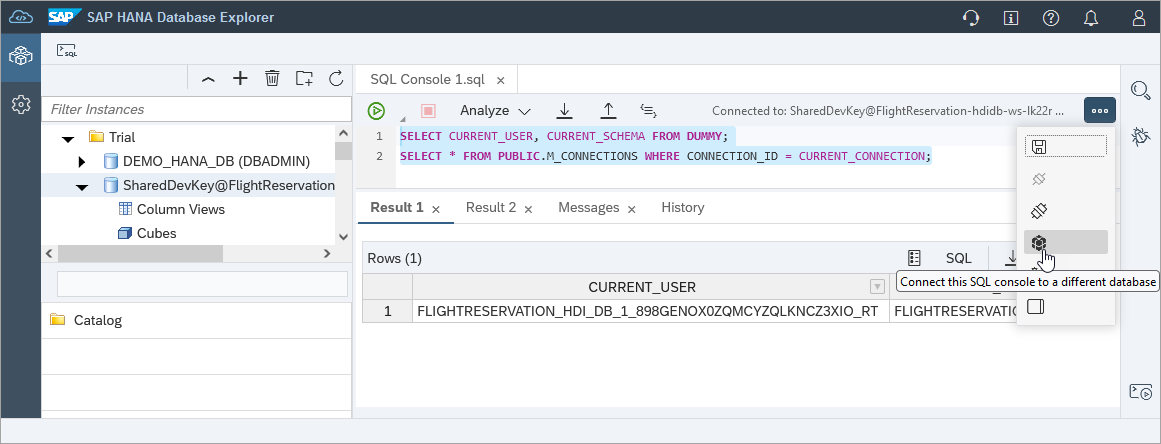 SAP SAP HANA Database Explorer
SQL
Filter Instances
Trial
DEMO_HANA_DB (DBADMIN)
SharedDevKey@FlightReservation
Column Views
Cubes
Catalog
SQL Console 1.sql
Analyze Connected to: SharedDevKey@FlightReservation-hdidb-ws-lk22r ...
1 SELECT CURRENT_USER, CURRENT_SCHEMA FROM DUMMY;
2 SELECT * FROM PUBLIC.M_CONNECTIONS WHERE CONNECTION_ID = CURRENT_CONNECTION;
Result 1 Result 2 Messages History
Rows (1) SQL
Connect this SQL console to a different database
CURRENT_USER
1 FLIGHTRESERVATION_HDI_DB_1_898GENOX0ZQMCYZQLKNCZ3XIO_RT FLIGHTRESERVATIO